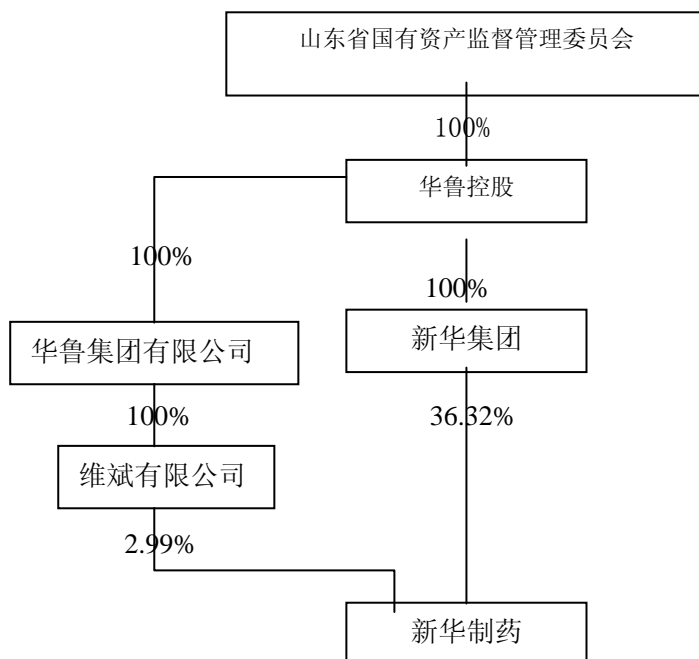 山东省国有资产监督管理委员会
100%
华鲁控股
100%
100%
华鲁集团有限公司
新华集团
100%
36.32%
维斌有限公司
2.99%
新华制药